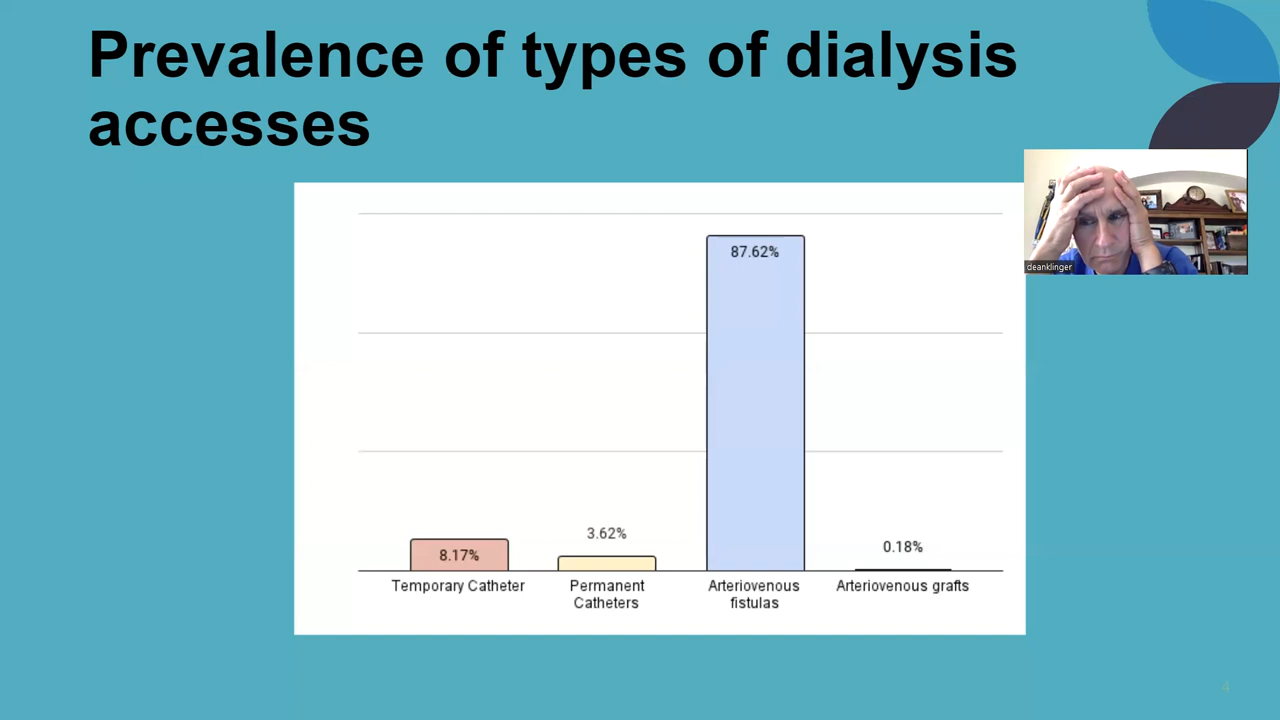 Prevalence of types of dialysis
accesses
87.62%
8.17%
3.62%
0.18%
Temporary Catheter
Permanent
Catheters
Arteriovenous
fistulas
Arteriovenous grafts
deanklinger
4